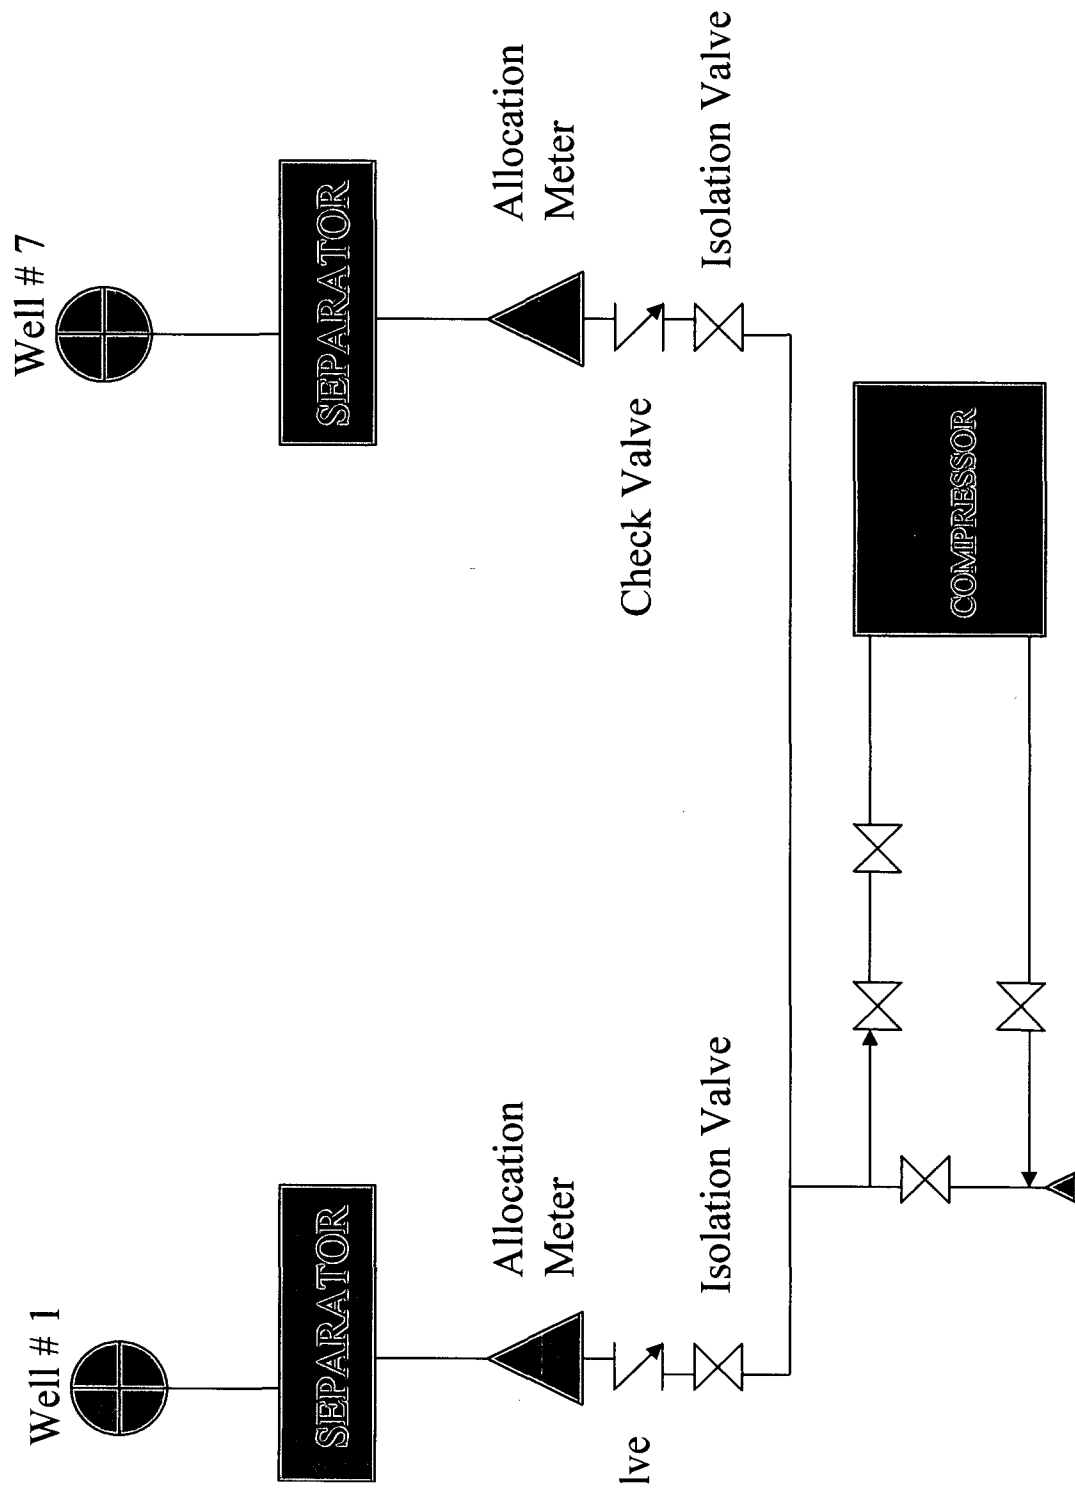 Well # 1
SEPARATOR
Allocation
Meter
lve
Isolation Valve
Well # 7
SEPARATOR
Allocation
Meter
Check Valve
Isolation Valve
COMPRESSOR